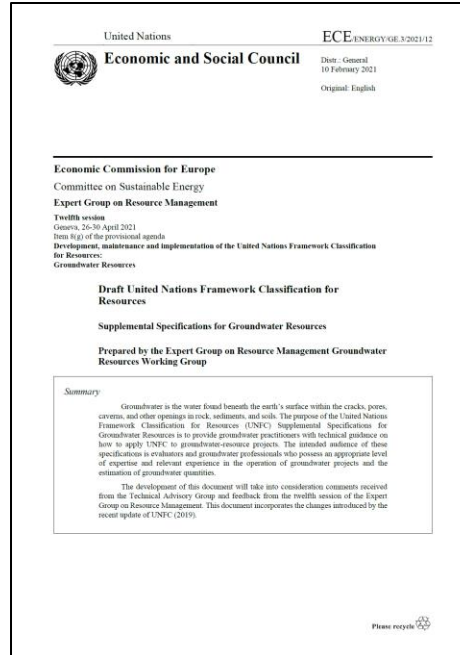 United Nations
ECE/ENERGY/GE.3/2021/12
Economic and Social Council
Distr.: General
10 February 2021
Original: English
Economic Commission for Europe
Committee on Sustainable Energy
Expert Group on Resource Management
Twelfth session
Geneva, 26-30 April 2021
Item 8(g) of the provisional agenda
Development, maintenance and implementation of the United Nations Framework Classification
for Resources:
Groundwater Resources
Draft United Nations Framework Classification for
Resources
Supplemental Specifications for Groundwater Resources
Prepared by the Expert Group on Resource Management Groundwater
Resources Working Group
Summary
Groundwater is the water found beneath the earth's surface within the cracks, pores,
caverns, and other openings in rock, sediments, and soils. The purpose of the United Nations
Framework Classification for Resources (UNFC) Supplemental Specifications for
Groundwater Resources is to provide groundwater practitioners with technical guidance on
how to apply UNFC to groundwater-resource projects. The intended audience of these
specifications is evaluators and groundwater professionals who possess an appropriate level
of expertise and relevant experience in the operation of groundwater projects and the
estimation of groundwater quantities.
The development of this document will take into consideration comments received
from the Technical Advisory Group and feedback from the twelfth session of the Expert
Group on Resource Management. This document incorporates the changes introduced by the
recent update of UNFC (2019).
Please recycle